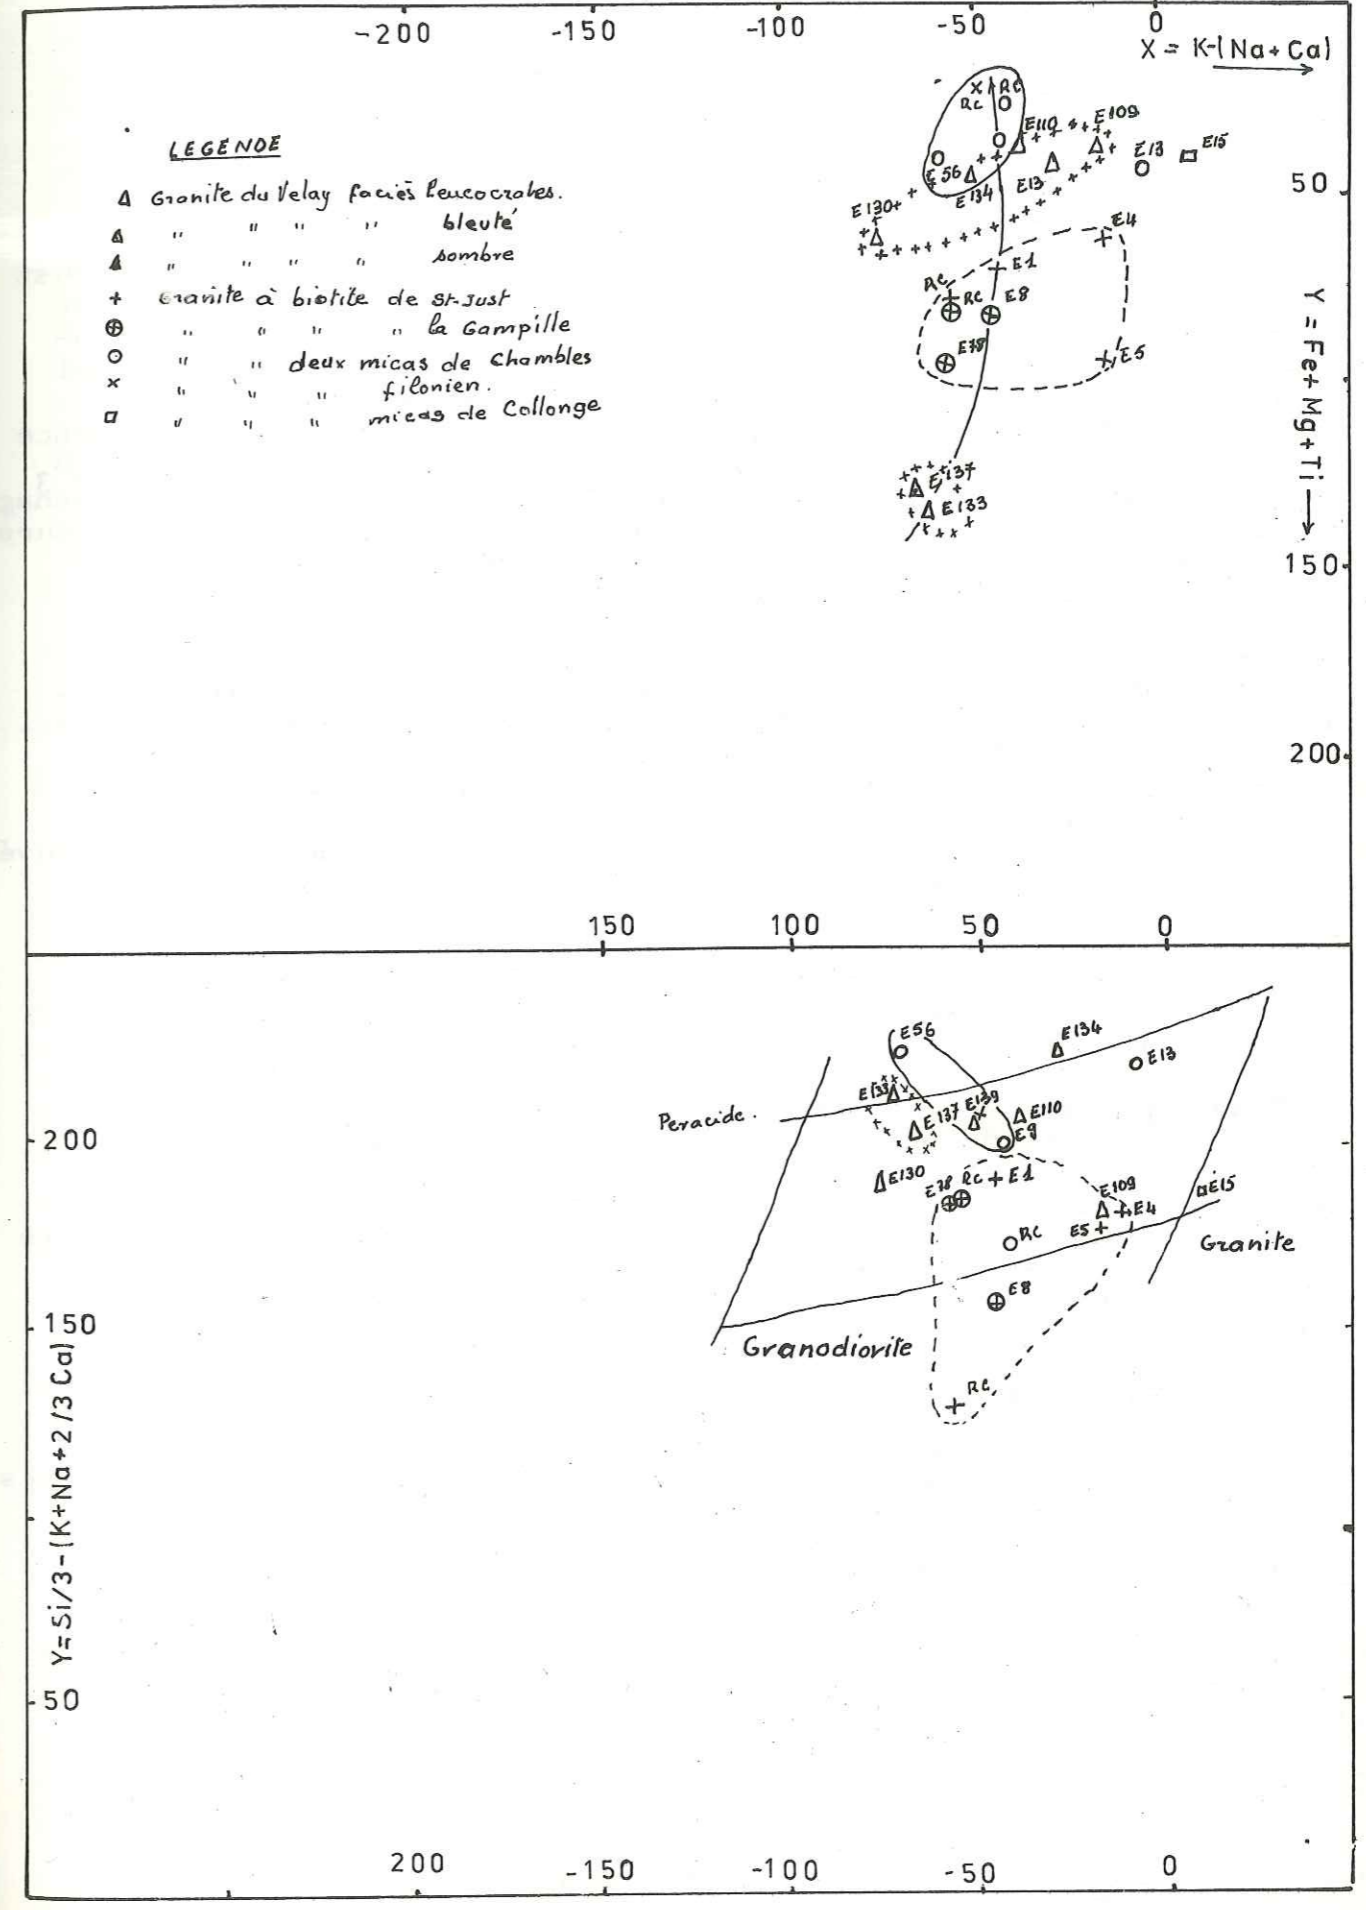 -200 -150 -100 -50 0
X = K-(Na+Ca)
LEGENDE
Granite du Velay faciès leucocrates.
" " " " bleuté
" " " " sombre
Granite à biotite de St-Just
" " " " la Gampille
" " deux micas de Chambles
" " " filonien.
" " " micas de Collonge
RC
RC
E110
E109
E13
E15
50
E56
E134
E13
E130
E4
E1
RC
RC
E8
E78
E5
Y = Fe+Mg+Ti
E137
E133
150
200
150 100 50 0
E56
E134
E13
E133
Peracide.
E137
E139
E110
E9
200
E130
E78
RC
E1
E109
E4
E15
E5
RC
Granite
E8
150
Granodiorite
RC
Y=Si/3-(K+Na+2/3Ca)
50
200 -150 -100 -50 0